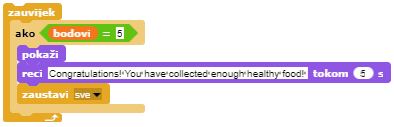 zauvijek
ako bodovi = 5
pokaži
reci Congratulations! You have collected enough healthy food! tokom 5 s
zaustavi sve